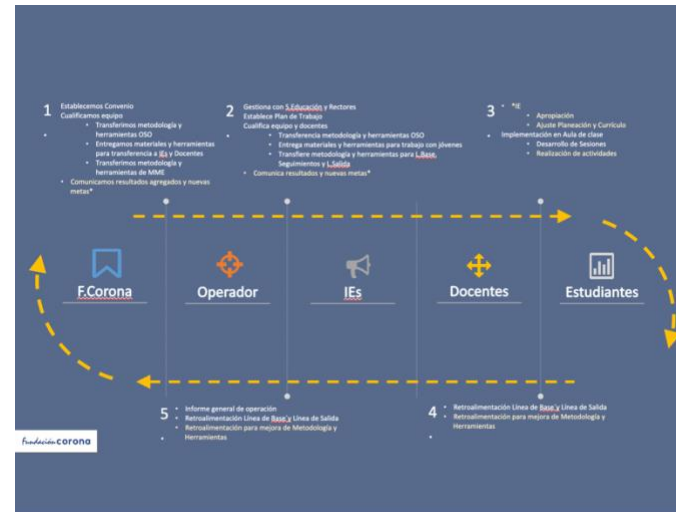 1
Establecemos Convenio
Cualificamos equipo
• Transferimos metodología y
herramientas OSO
• Entregamos materiales y herramientas
para transferencia a IEs y Docentes
• Transferimos metodología y
herramientas de MME
• Comunicamos resultados agregados y nuevas
metas*
2
Gestiona con S.Educación y Rectores
Establece Plan de Trabajo
Cualifica equipo y docentes
• Transferencia metodología y herramientas OSO
• Entrega materiales y herramientas para trabajo con jóvenes
• Transfiere metodología y herramientas para L.Base,
Seguimientos y L.Salida
• Comunica resultados y nuevas metas*
3
• *IE
• Apropiación
• Ajuste Planeación y Currículo
Implementación en Aula de clase
• Desarrollo de Sesiones
• Realización de actividades
F.Corona
Operador
IEs
Docentes
Estudiantes
5
• Informe general de operación
• Retroalimentación Línea de Base y Línea de Salida
• Retroalimentación para mejora de Metodología y
Herramientas
4
• Retroalimentación Línea de Base y Línea de Salida
• Retroalimentación para mejora de Metodología y
Herramientas
Fundación corona